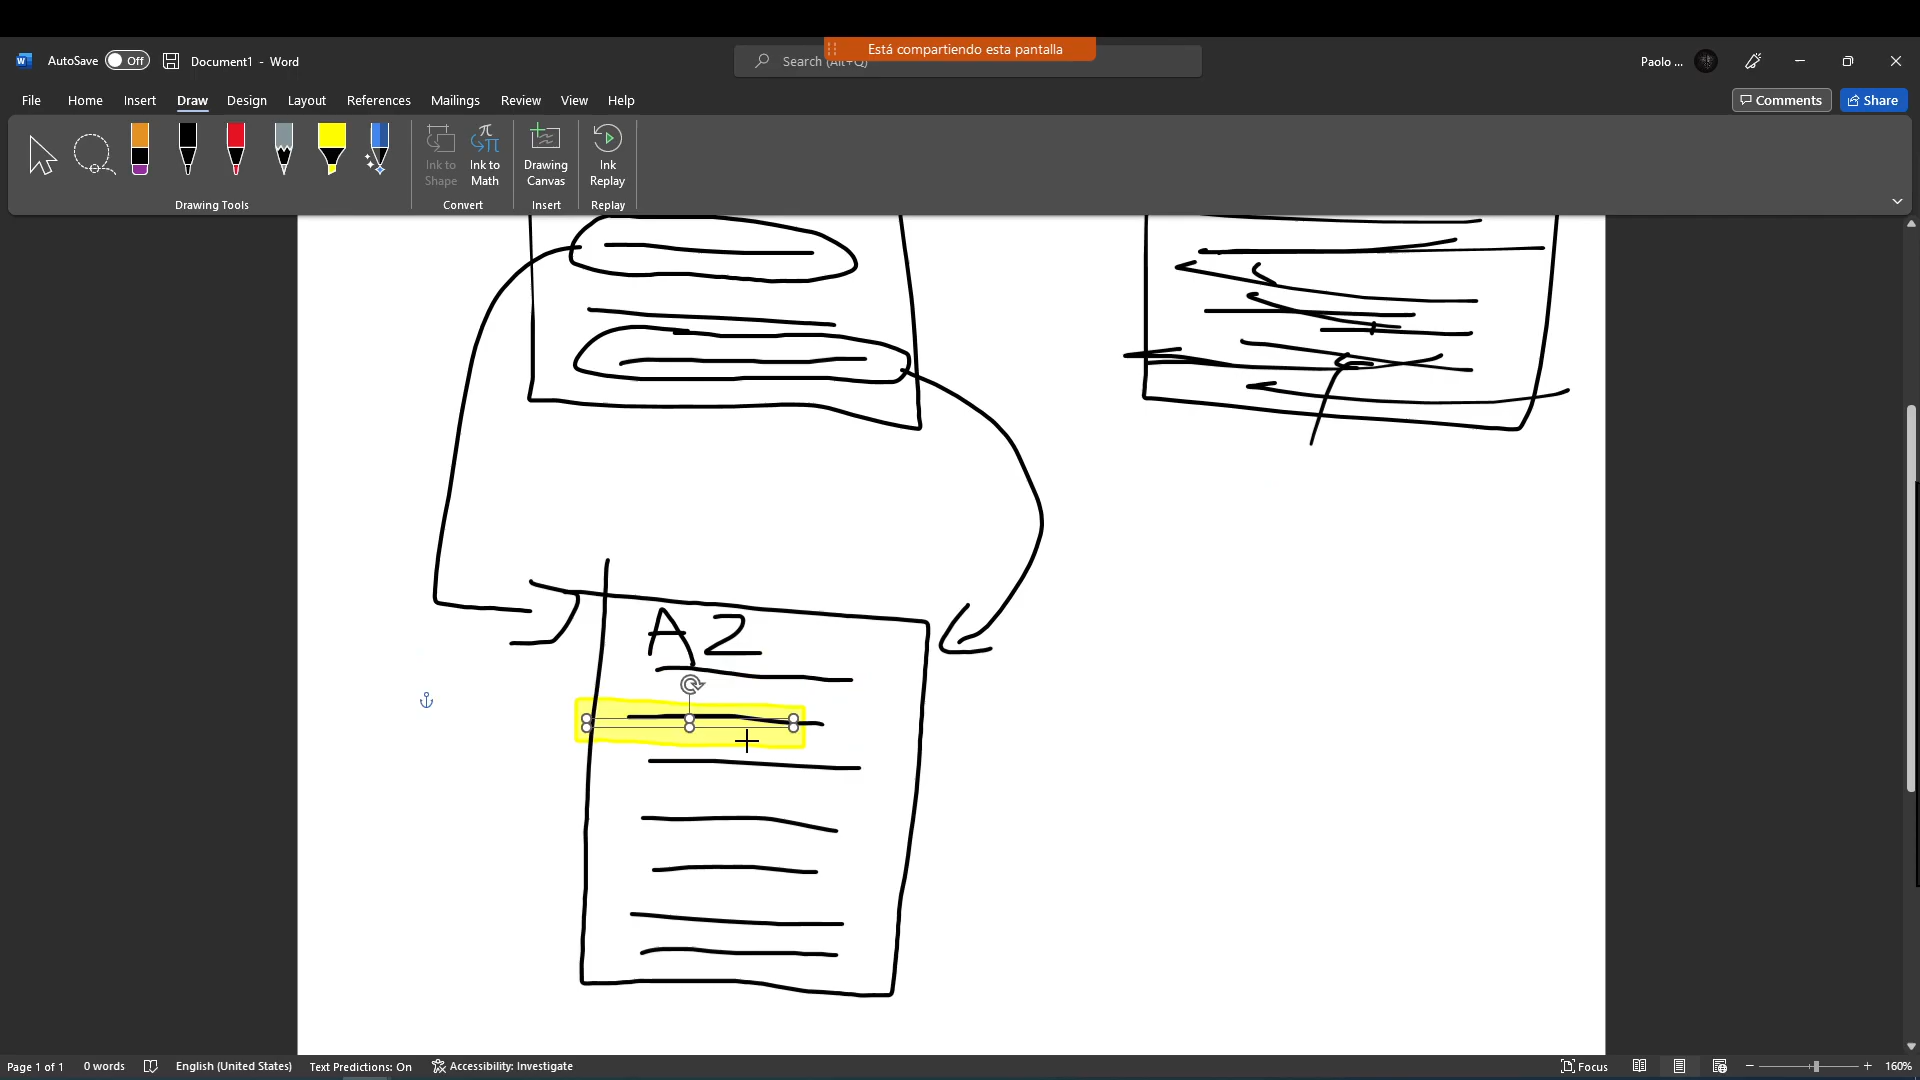 Está compartiendo esta pantalla
AutoSave Off Document1 - Word Search (Alt+Q) Paolo ...
File Home Insert Draw Design Layout References Mailings Review View Help Comments Share
Ink to Shape Ink to Math Drawing Canvas Ink Replay
Drawing Tools Convert Insert Replay
A2
Page 1 of 1 0 words English (United States) Text Predictions: On Accessibility: Investigate Focus 160%